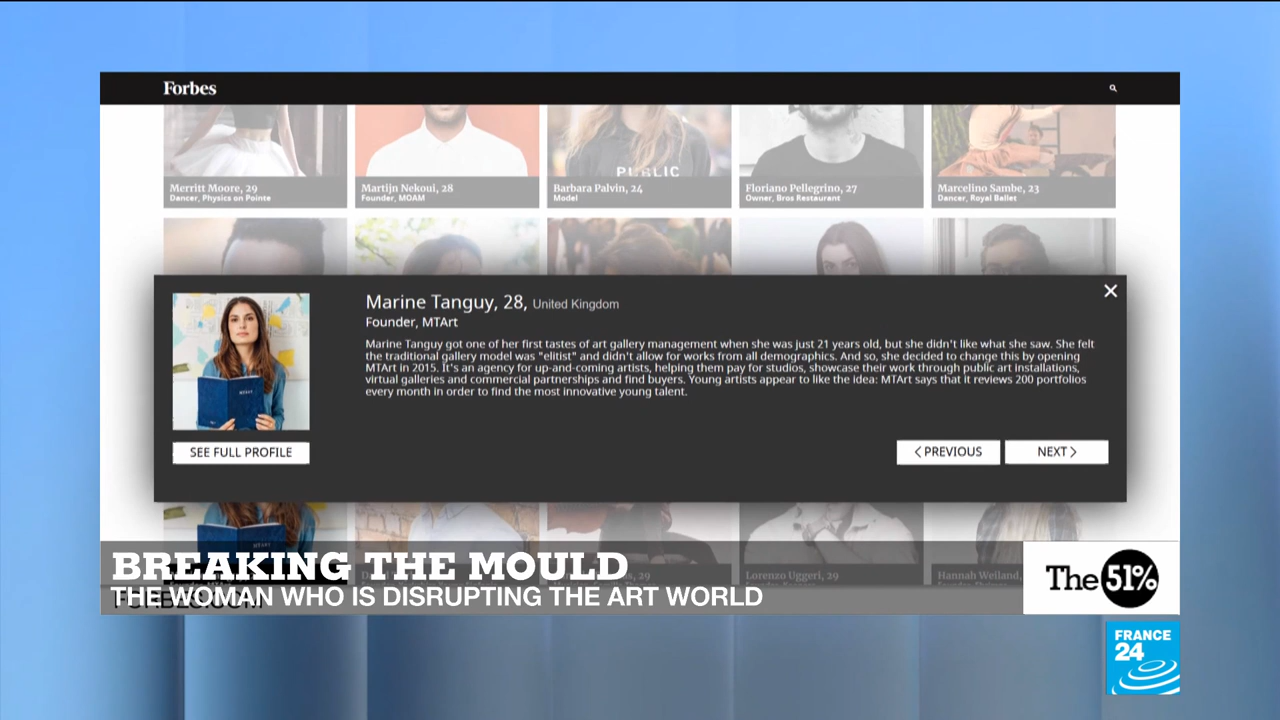 Forbes
PUBLIC
Merritt Moore, 29
Dancer, Physics on Pointe
Martijn Nekoui, 28
Founder, MOAM
Barbara Palvin, 24
Model
Floriano Pellegrino, 27
Owner, Bros Restaurant
Marcelino Sambe, 23
Dancer, Royal Ballet
Marine Tanguy, 28, United Kingdom
Founder, MTArt
Marine Tanguy got one of her first tastes of art gallery management when she was just 21 years old, but she didn't like what she saw. She felt
the traditional gallery model was "elitist" and didn't allow for works from all demographics. And so, she decided to change this by opening
MTArt in 2015. It's an agency for up-and-coming artists, helping them pay for studios, showcase their work through public art installations,
virtual galleries and commercial partnerships and find buyers. Young artists appear to like the idea: MTArt says that it reviews 200 portfolios
every month in order to find the most innovative young talent.
MTART
SEE FULL PROFILE
PREVIOUS
NEXT
Lorenzo Uggeri, 29
Hannah Weiland,
BREAKING THE MOULD
THE WOMAN WHO IS DISRUPTING THE ART WORLD
FORBES.COM
The 51%
FRANCE
24